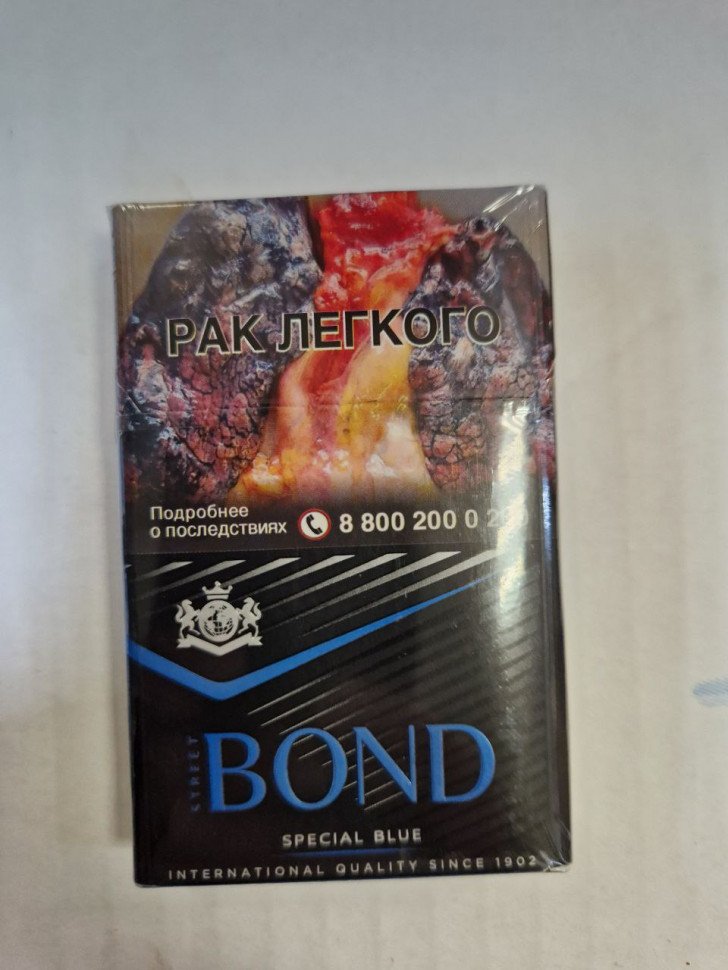 РАК ЛЕГКОГО
Подробнее
о последствиях
8 800 200 0
STREET
BOND
SPECIAL BLUE
INTERNATIONAL QUALITY SINCE 1902